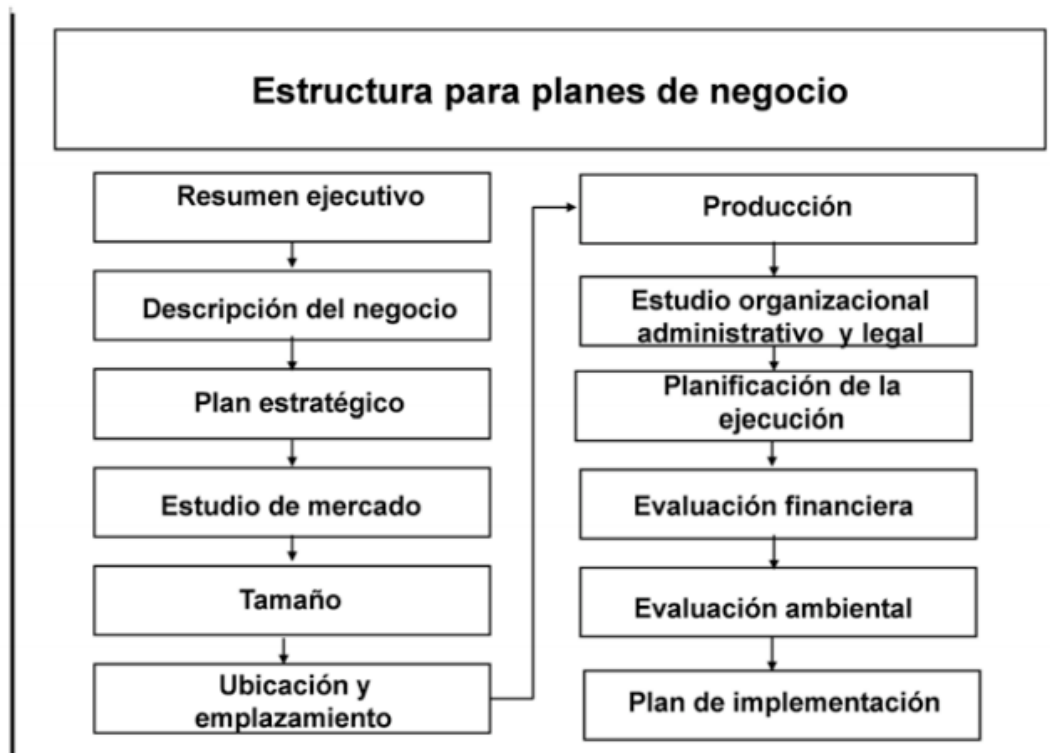 Estructura para planes de negocio
Resumen ejecutivo
Descripción del negocio
Plan estratégico
Estudio de mercado
Tamaño
Ubicación y
emplazamiento
Producción
Estudio organizacional
administrativo y legal
Planificación de la
ejecución
Evaluación financiera
Evaluación ambiental
Plan de implementación